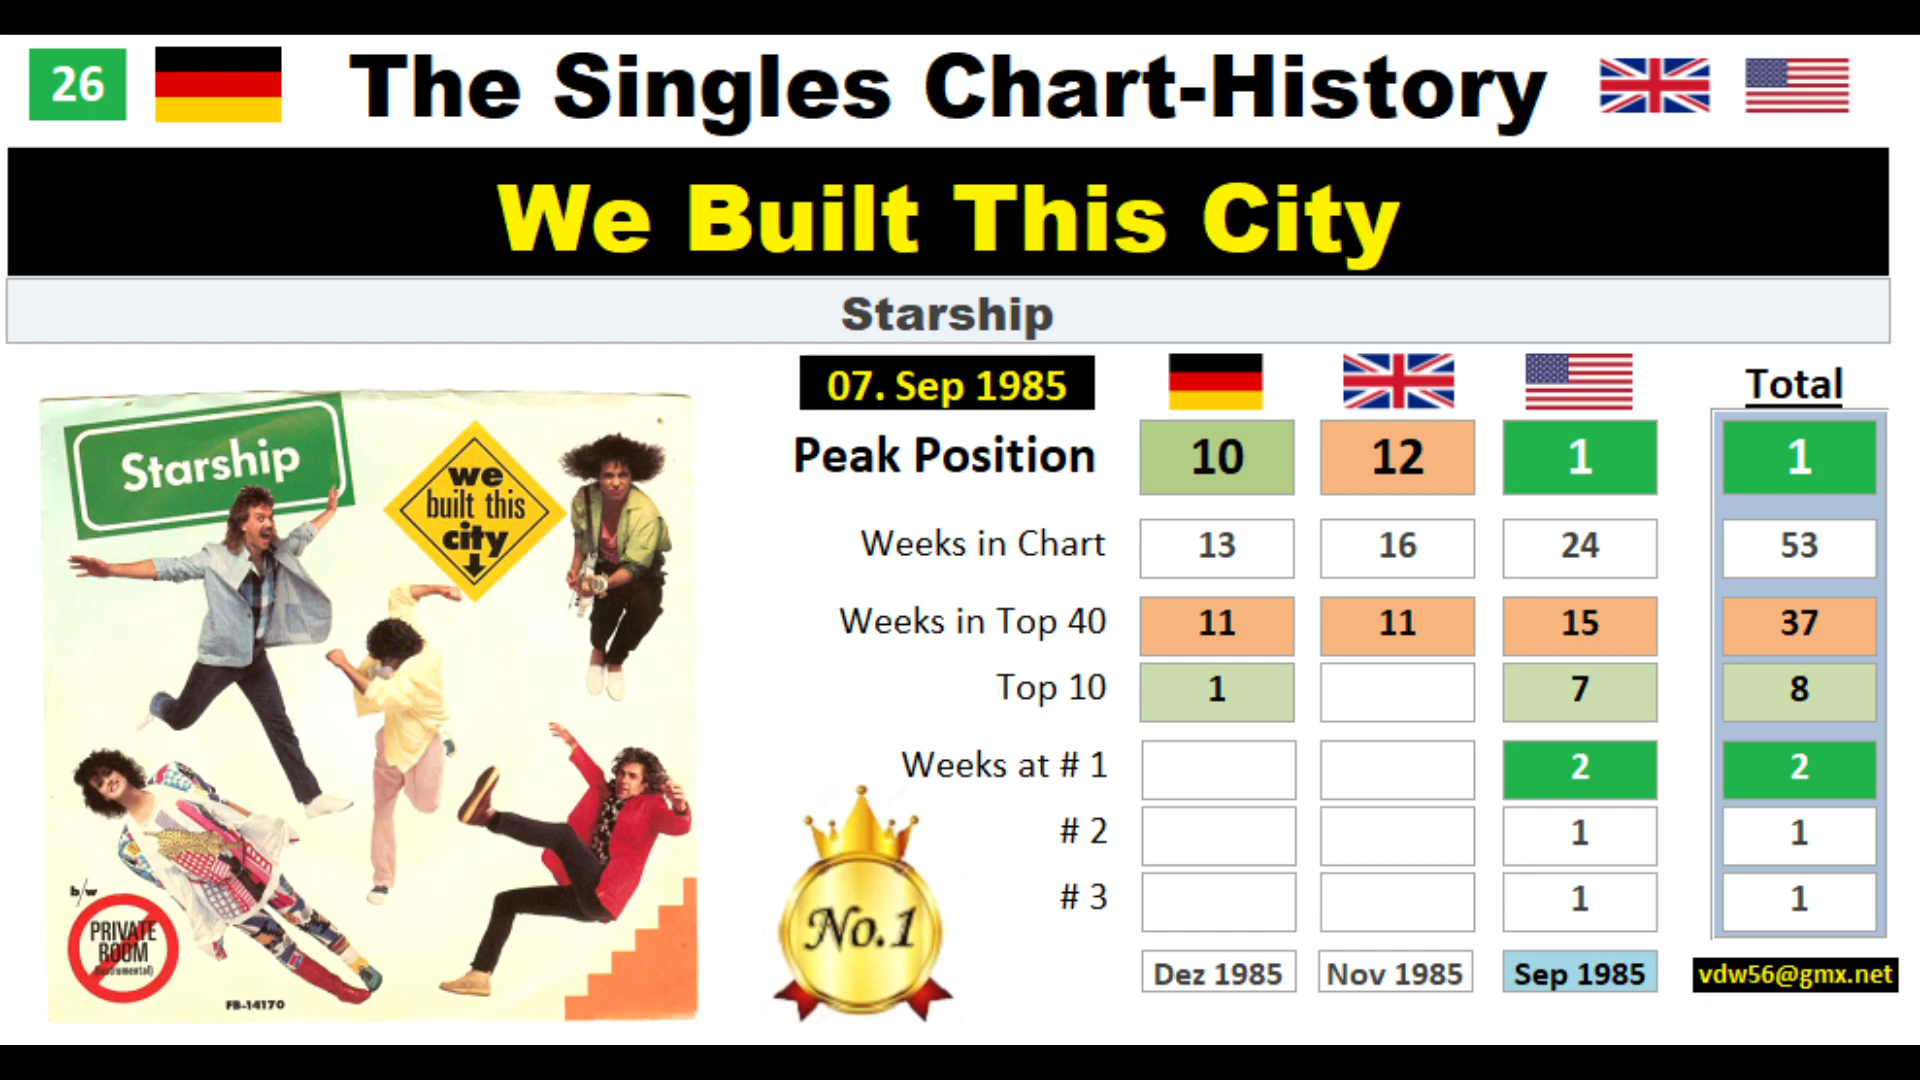 26 The Singles Chart-History
We Built This City
Starship
07. Sep 1985 Total
Peak Position 10 12 1 1
Weeks in Chart 13 16 24 53
Weeks in Top 40 11 11 15 37
Top 10 1 7 8
Weeks at # 1 2 2
# 2 1 1
# 3 1 1
Dez 1985 Nov 1985 Sep 1985 vdw56@gmx.net
No.1
Starship
we
built this
city
b/w
PRIVATE
ROOM
(instrumental)
FB-14170